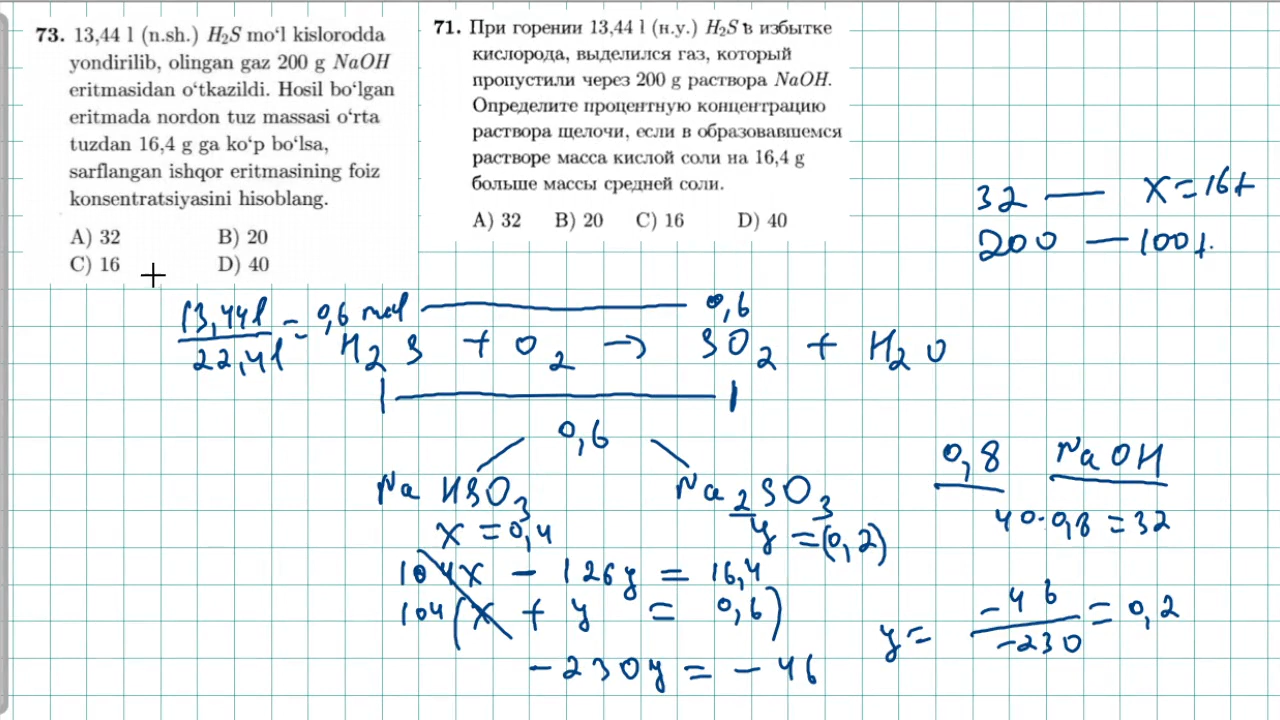 73. 13,44 l (n.sh.) H₂S mo‘l kislorodda
yondirilib, olingan gaz 200 g NaOH
eritmasidan o‘tkazildi. Hosil bo‘lgan
eritmada nordon tuz massasi o‘rta
tuzdan 16,4 g ga ko‘p bo‘lsa,
sarflangan ishqor eritmasining foiz
konsentratsiyasini hisoblang.
A) 32 B) 20
C) 16 D) 40
71. При горении 13,44 l (н.у.) H₂S в избытке
кислорода, выделился газ, который
пропустили через 200 g раствора NaOH.
Определите процентную концентрацию
раствора щелочи, если в образовавшемся
растворе масса кислой соли на 16,4 g
больше массы средней соли.
A) 32 B) 20 C) 16 D) 40
32 — x = 16%
200 — 100%
13,44 l / 22,4 l = 0,6 mol — 0,6
H₂S + O₂ → SO₂ + H₂O
1 — 1
0,6
NaHSO₃ Na₂SO₃
x = 0,4 y = (0,2)
104x – 126y = 16,4
104(x + y = 0,6)
-230y = -46
0,8 NaOH
40·0,8 = 32
y = -46 / -230 = 0,2